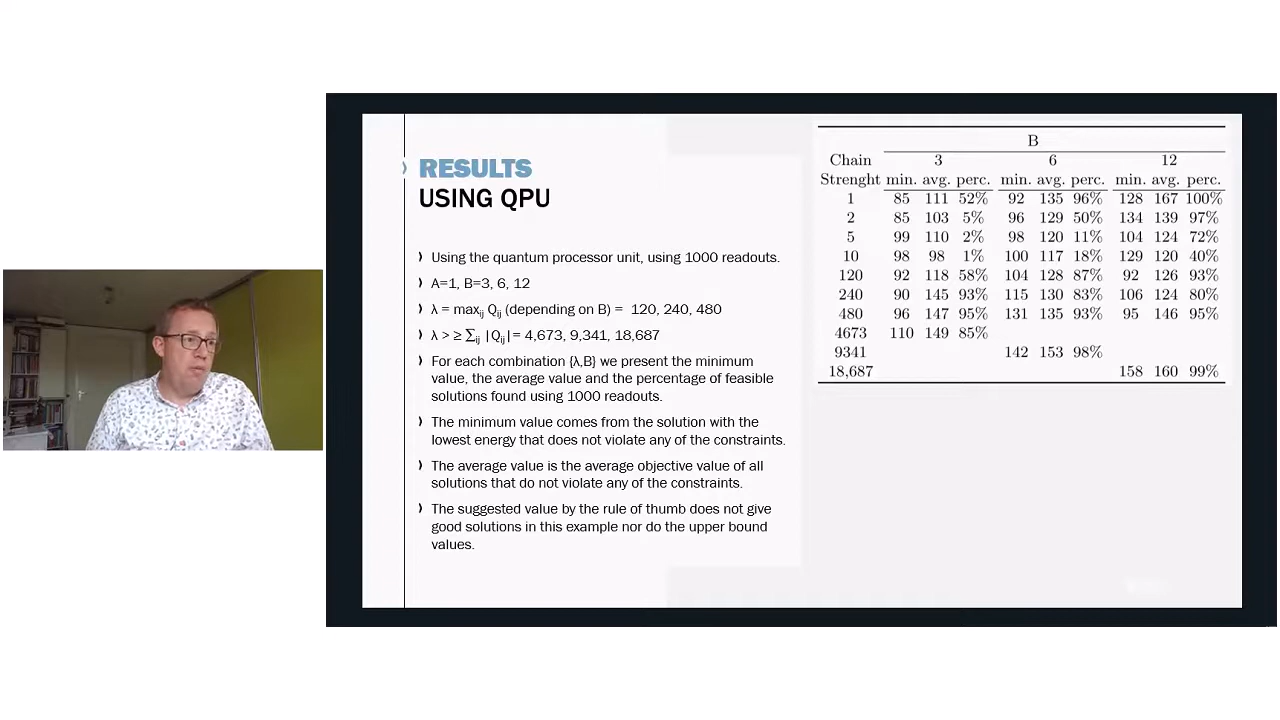 RESULTS
USING QPU
Using the quantum processor unit, using 1000 readouts.
A=1, B=3, 6, 12
λ = maxij Qij (depending on B) = 120, 240, 480
λ > ≥ ∑ij |Qij|= 4,673, 9,341, 18,687
For each combination {λ,B} we present the minimum
value, the average value and the percentage of feasible
solutions found using 1000 readouts.
The minimum value comes from the solution with the
lowest energy that does not violate any of the constraints.
The average value is the average objective value of all
solutions that do not violate any of the constraints.
The suggested value by the rule of thumb does not give
good solutions in this example nor do the upper bound
values.
B
Chain 3 6 12
Strenght min. avg. perc. min. avg. perc. min. avg. perc.
1 85 111 52% 92 135 96% 128 167 100%
2 85 103 5% 96 129 50% 134 139 97%
5 99 110 2% 98 120 11% 104 124 72%
10 98 98 1% 100 117 18% 129 120 40%
120 92 118 58% 104 128 87% 92 126 93%
240 90 145 93% 115 130 83% 106 124 80%
480 96 147 95% 131 135 93% 95 146 95%
4673 110 149 85%
9341 142 153 98%
18,687 158 160 99%